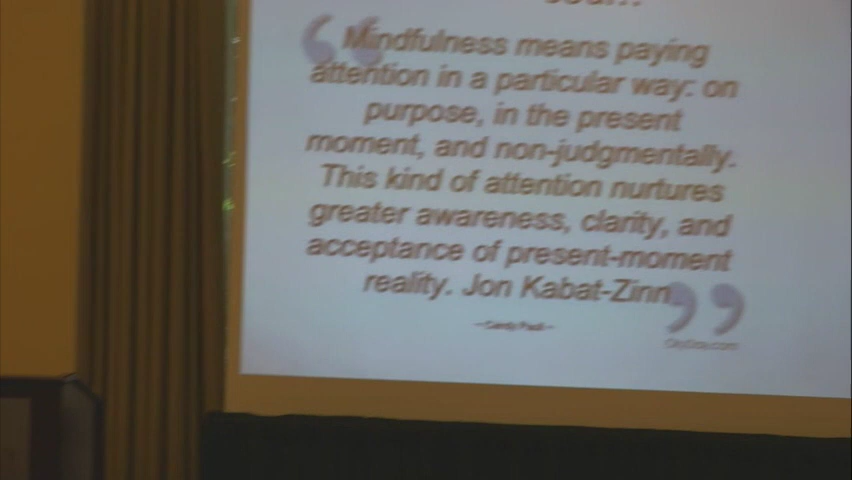 Mindfulness means paying
attention in a particular way: on
purpose, in the present
moment, and non-judgmentally.
This kind of attention nurtures
greater awareness, clarity, and
acceptance of present-moment
reality. Jon Kabat-Zinn